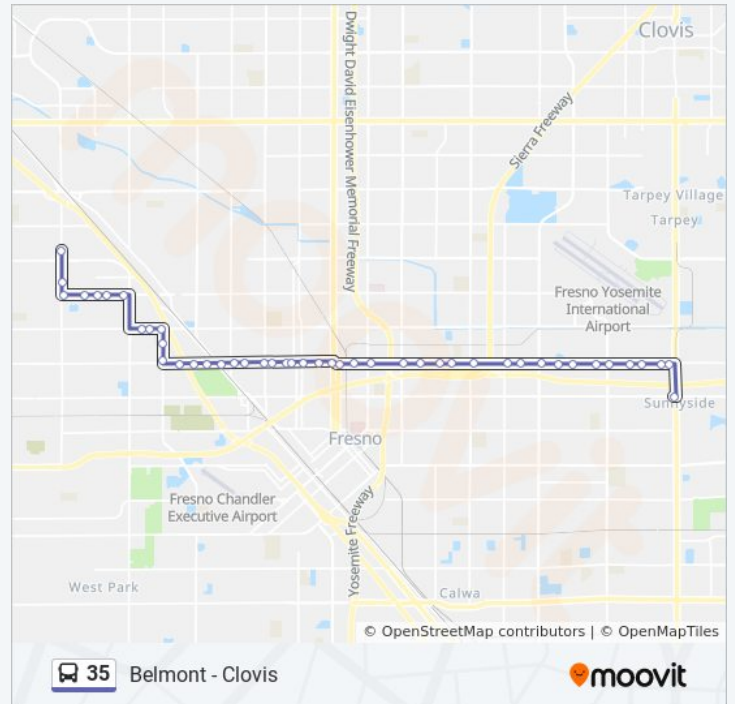 Clovis
Dwight David Eisenhower Memorial Freeway
Sierra Freeway
Tarpey Village
Tarpey
Fresno Yosemite
International
Airport
Sunnyside
Fresno
Fresno Chandler
Executive Airport
Yosemite Freeway
West Park
Calwa
moovit
© OpenStreetMap contributors | © OpenMapTiles
35 Belmont - Clovis
moovit